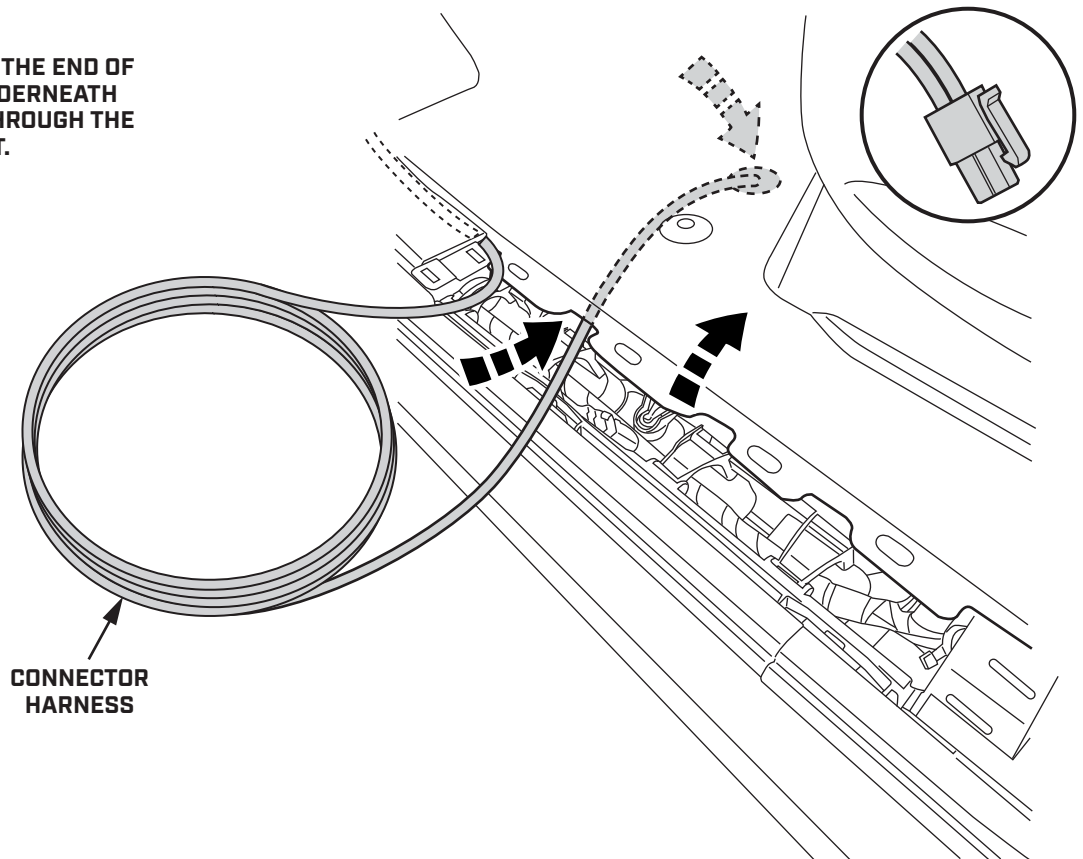 THE END OF
DERNEATH
HROUGH THE
T.
CONNECTOR
HARNESS